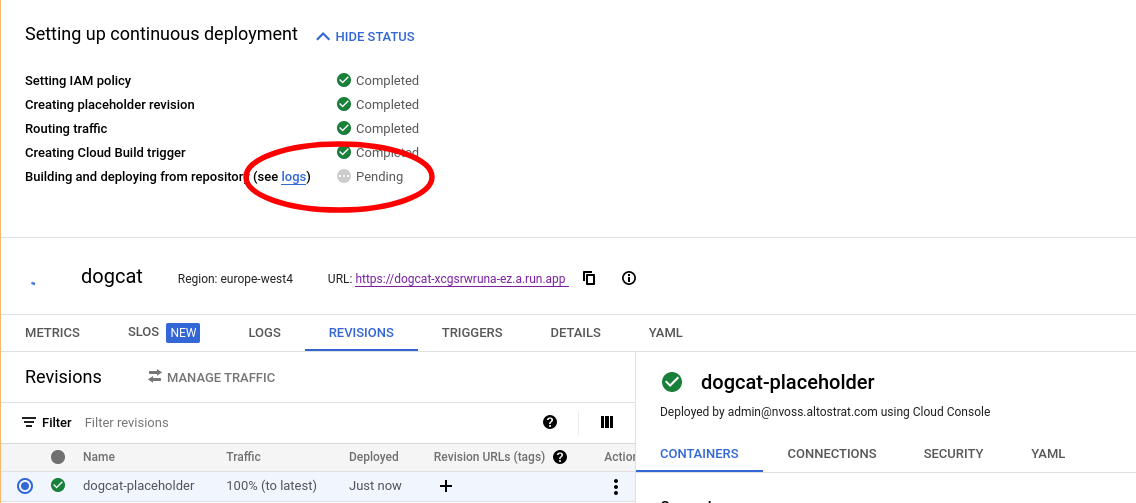 Setting up continuous deployment HIDE STATUS
Setting IAM policy Completed
Creating placeholder revision Completed
Routing traffic Completed
Creating Cloud Build trigger Completed
Building and deploying from repository (see logs) Pending
dogcat Region: europe-west4 URL: https://dogcat-xcgsrwruna-ez.a.run.app
METRICS SLOS NEW LOGS REVISIONS TRIGGERS DETAILS YAML
Revisions MANAGE TRAFFIC
Filter Filter revisions
Name Traffic Deployed Revision URLs (tags) Action
dogcat-placeholder 100% (to latest) Just now
dogcat-placeholder
Deployed by admin@nvoss.altostrat.com using Cloud Console
CONTAINERS CONNECTIONS SECURITY YAML